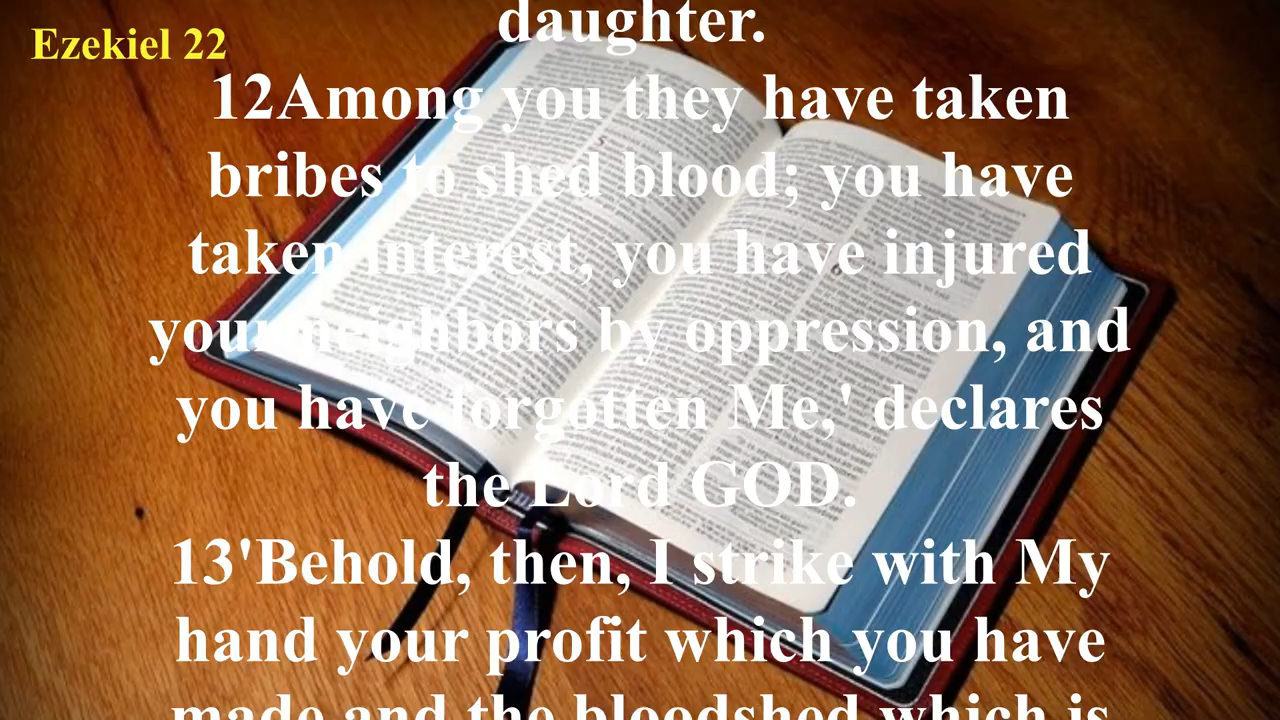 daughter.
Ezekiel 22
12Among you they have taken
bribes to shed blood; you have
taken interest, you have injured
your neighbors by oppression, and
you have forgotten Me,' declares
the Lord GOD.
13'Behold, then, I strike with My
hand your profit which you have
made and the bloodshed which is